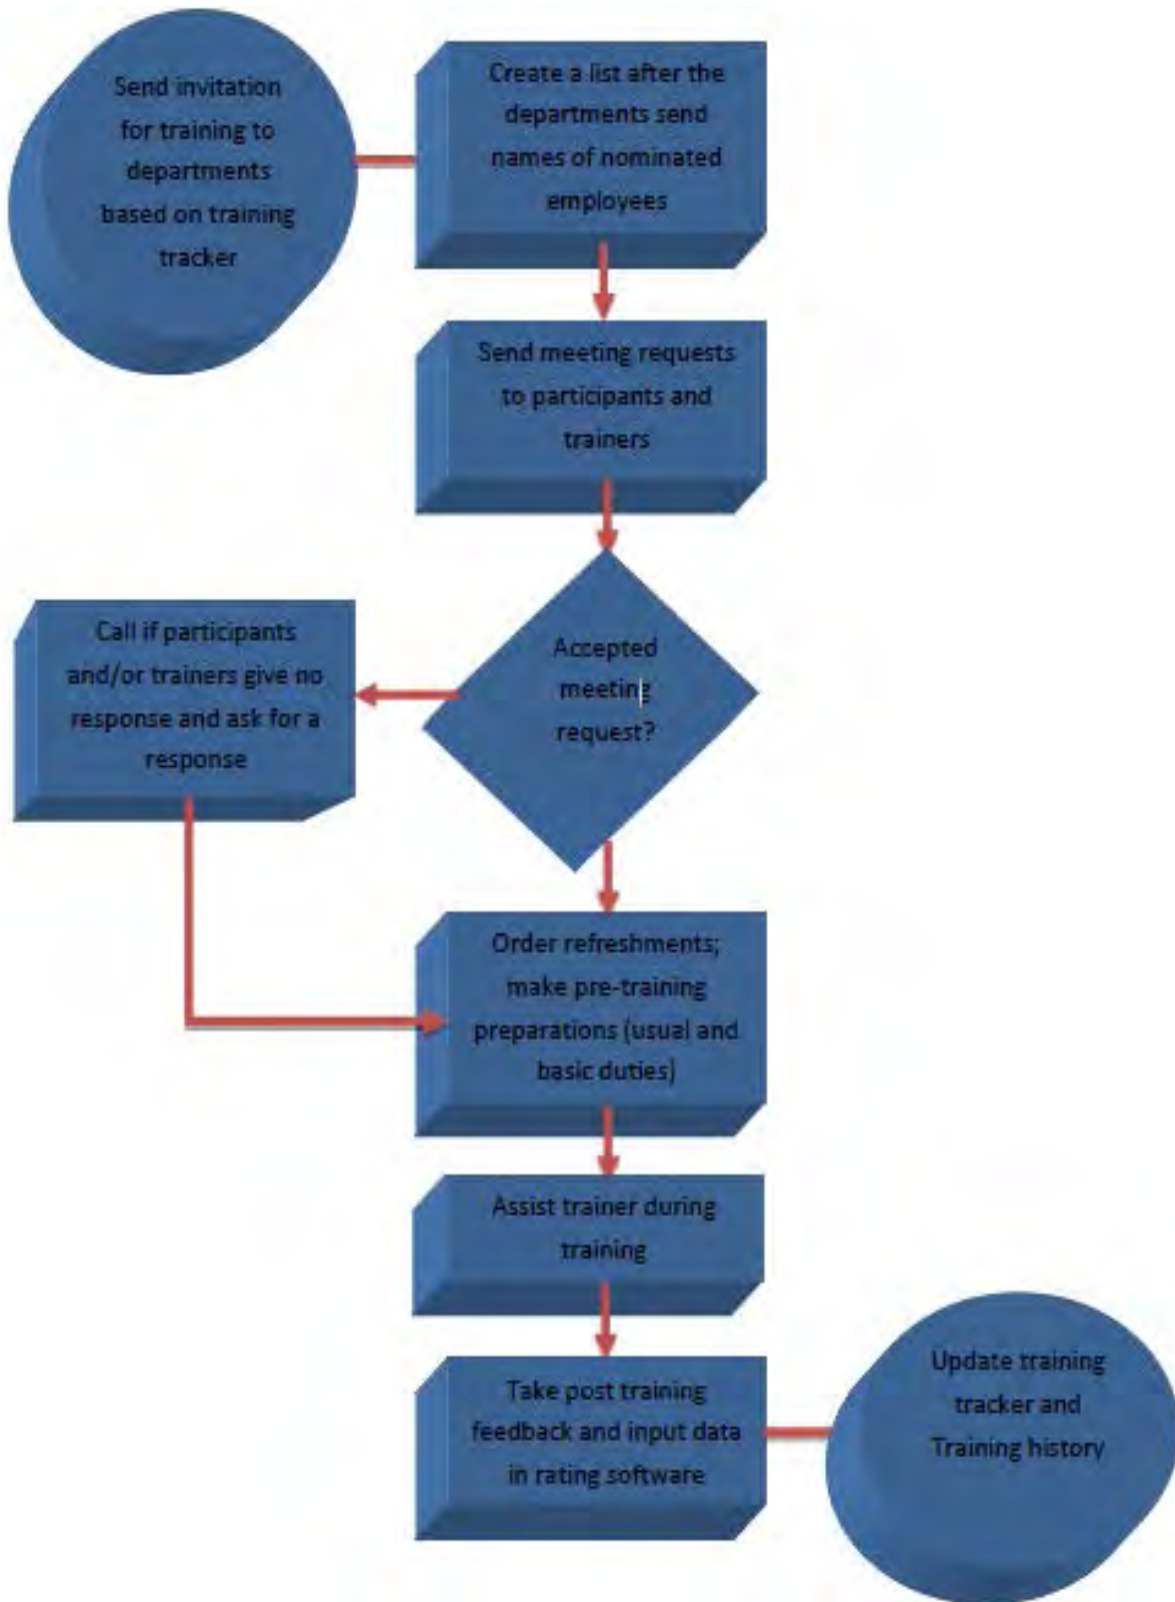 Send invitation
for training to
departments
based on training
tracker
Create a list after the
departments send
names of nominated
employees
Send meeting requests
to participants and
trainers
Accepted
meeting
request?
Call if participants
and/or trainers give no
response and ask for a
response
Order refreshments;
make pre-training
preparations (usual and
basic duties)
Assist trainer during
training
Take post training
feedback and input data
in rating software
Update training
tracker and
Training history